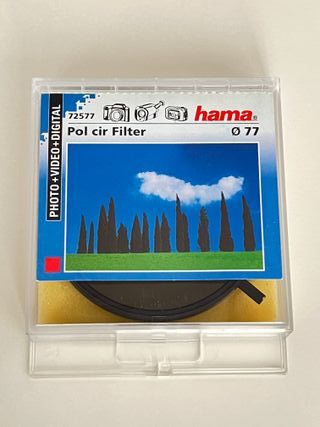 72577
hama®
Pol cir Filter
Ø 77
PHOTO+VIDEO+DIGITAL